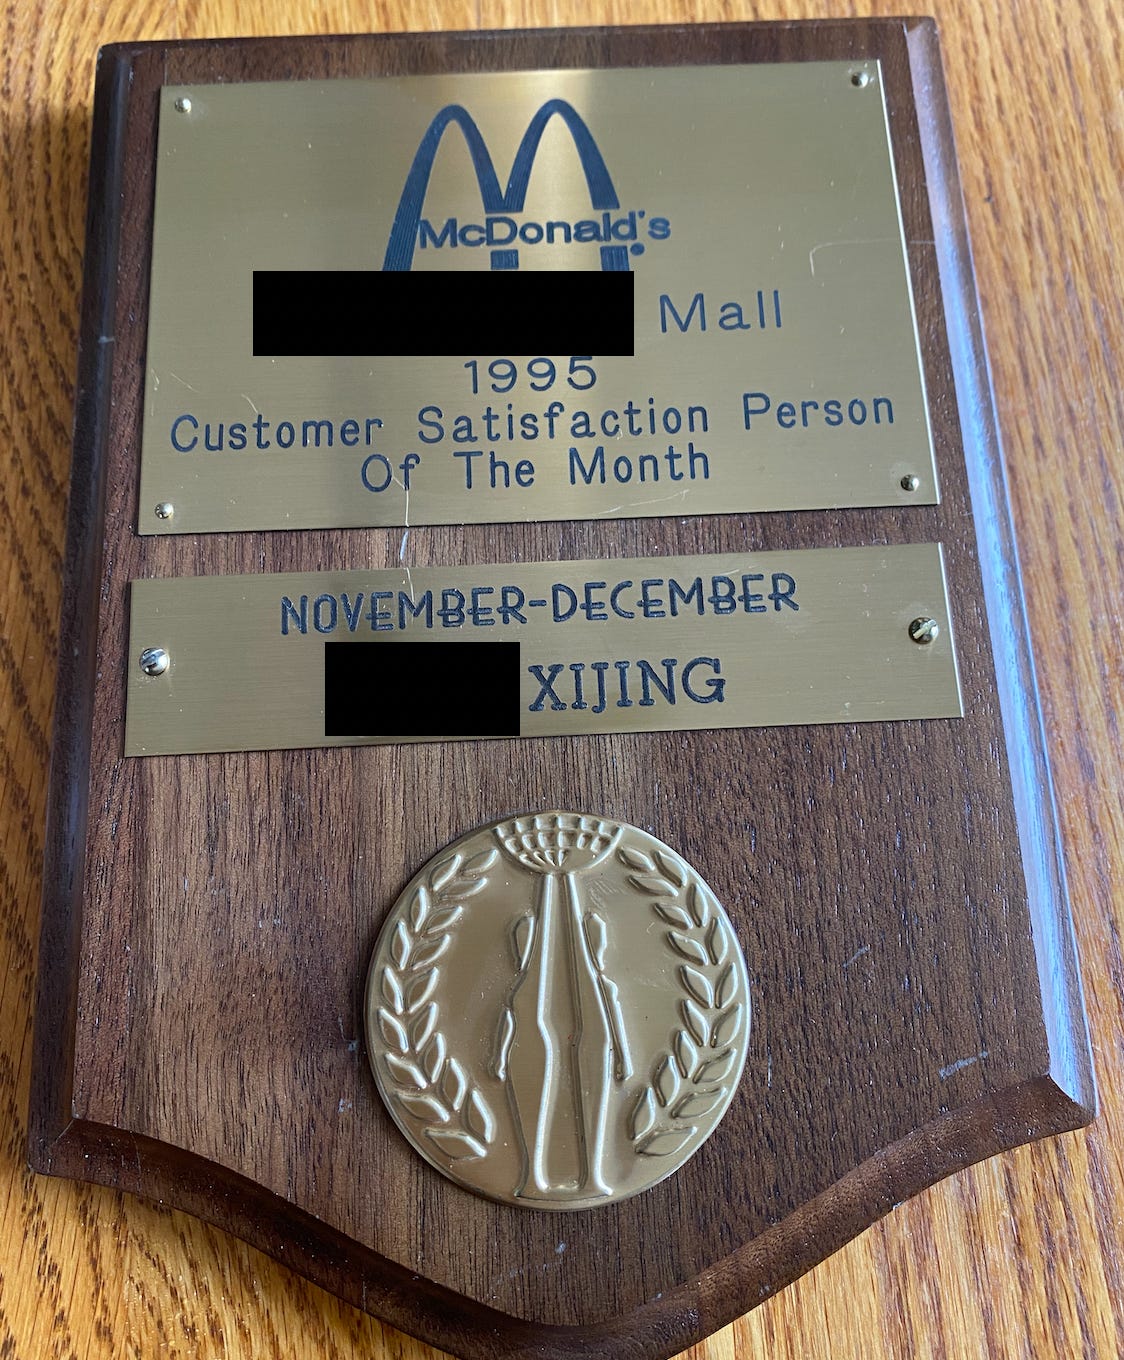 McDonald's
Mall
1995
Customer Satisfaction Person
Of The Month
NOVEMBER-DECEMBER
XIJING